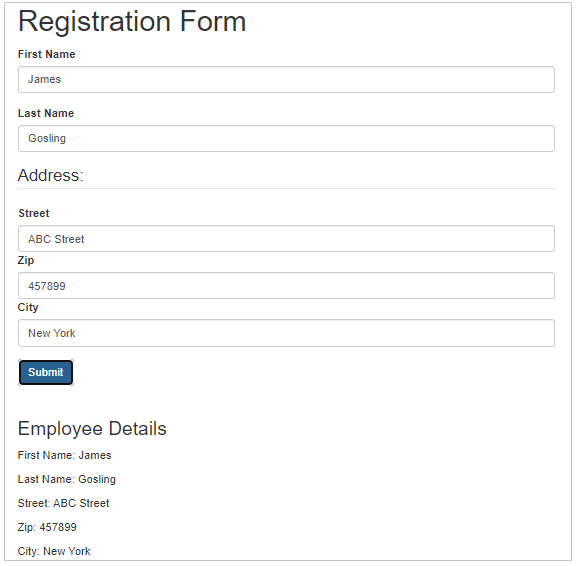 Registration Form
First Name
James
Last Name
Gosling
Address:
Street
ABC Street
Zip
457899
City
New York
Submit
Employee Details
First Name: James
Last Name: Gosling
Street: ABC Street
Zip: 457899
City: New York